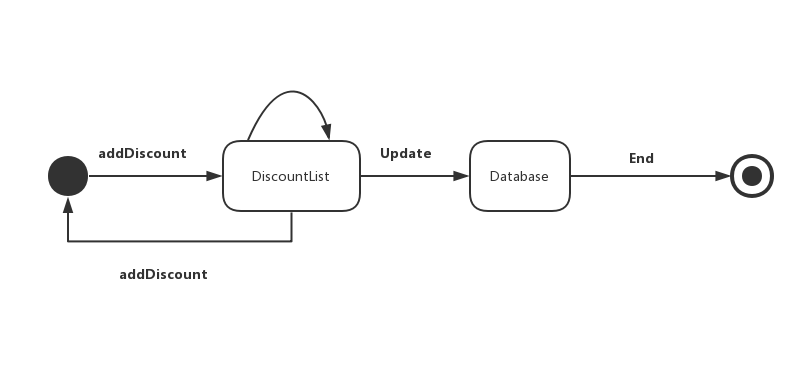 addDiscount
Update
End
DiscountList
Database
addDiscount